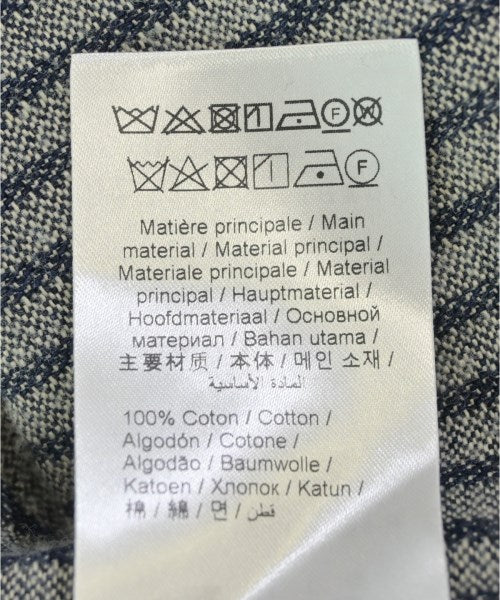 F
F
Matière principale / Main
material / Material principal /
Materiale principale / Material
principal / Hauptmaterial /
Hoofdmateriaal / Основной
материал / Bahan utama /
主要材质 / 本体 / 메인 소재 /
المادة الأساسية
100% Coton / Cotton /
Algodón / Cotone /
Algodão / Baumwolle /
Katoen / Хлопок / Katun /
棉 / 綿 / 면 / قطن